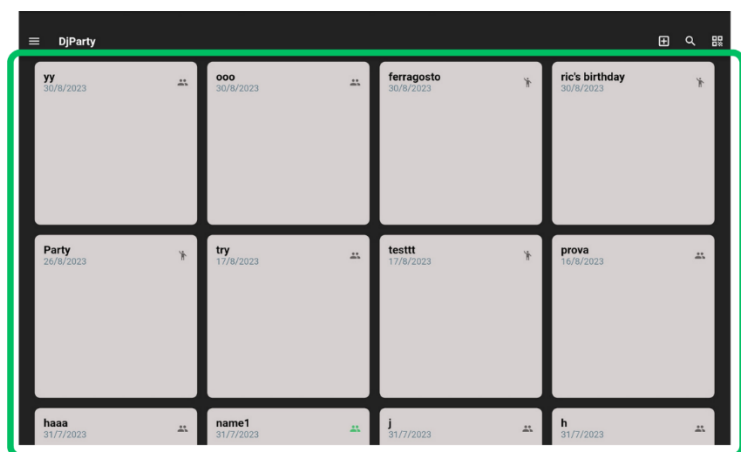 DjParty
yy
30/8/2023
ooo
30/8/2023
ferragosto
30/8/2023
ric's birthday
30/8/2023
Party
26/8/2023
try
17/8/2023
testtt
17/8/2023
prova
16/8/2023
haaa
31/7/2023
name1
31/7/2023
j
31/7/2023
h
31/7/2023